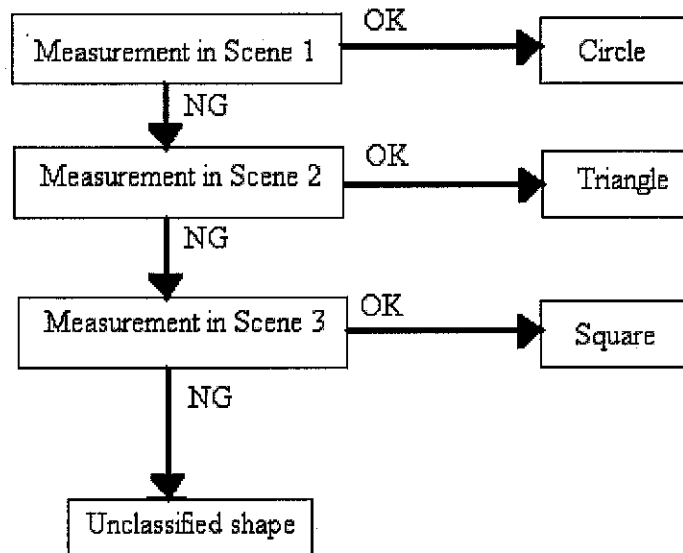 Measurement in Scene 1
OK
Circle
NG
Measurement in Scene 2
OK
Triangle
NG
Measurement in Scene 3
OK
Square
NG
Unclassified shape